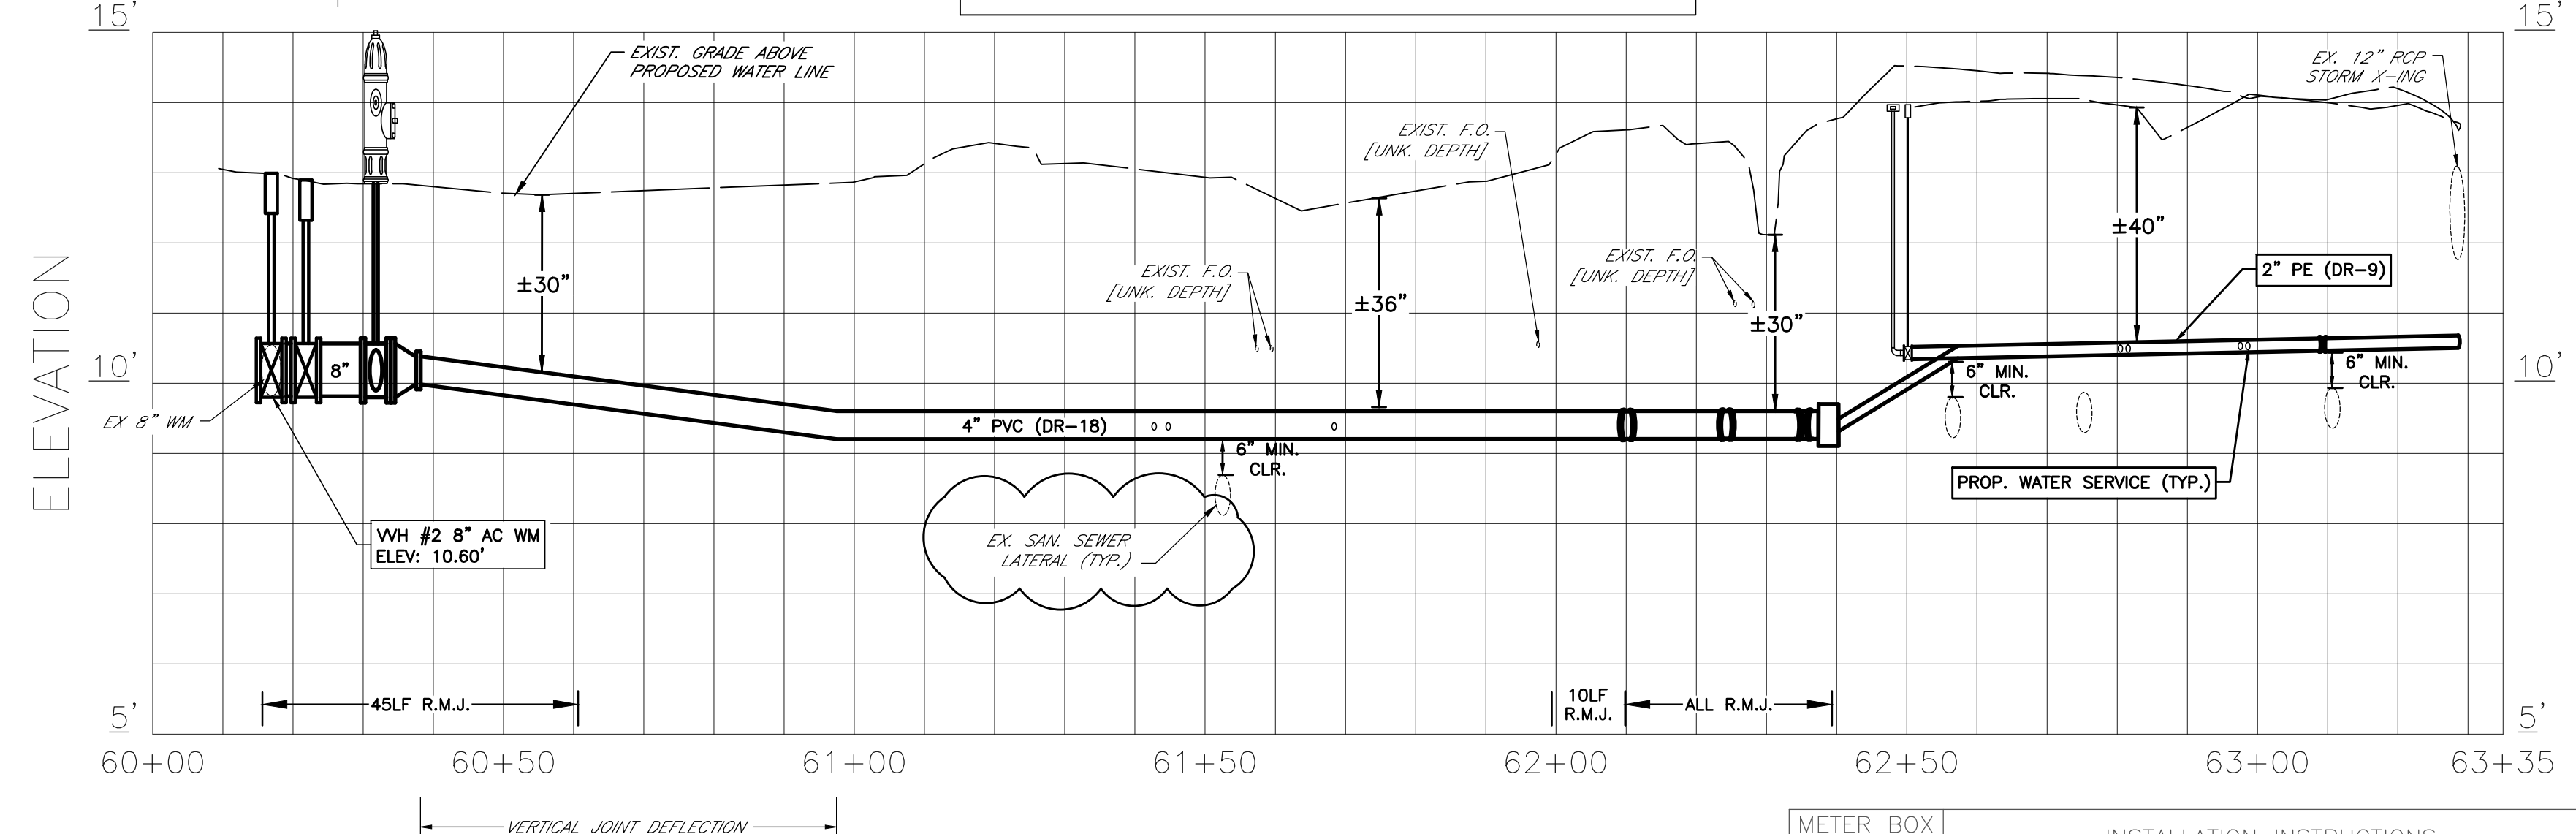 15'
15'
EXIST. GRADE ABOVE
PROPOSED WATER LINE
EX. 12" RCP
STORM X-ING
EXIST. F.O.
[UNK. DEPTH]
±40"
EXIST. F.O.
[UNK. DEPTH]
EXIST. F.O.
[UNK. DEPTH]
2" PE (DR-9)
±30"
±36"
±30"
ELEVATION
10'
10'
8"
6" MIN.
CLR.
6" MIN.
CLR.
EX 8" WM
4" PVC (DR-18)
6" MIN.
CLR.
PROP. WATER SERVICE (TYP.)
VVH #2 8" AC WM
ELEV: 10.60'
EX. SAN. SEWER
LATERAL (TYP.)
45LF R.M.J.
10LF
R.M.J.
ALL R.M.J.
5'
5'
60+00
60+50
61+00
61+50
62+00
62+50
63+00
63+35
VERTICAL JOINT DEFLECTION
METER BOX
INSTALLATION INSTRUCTIONS